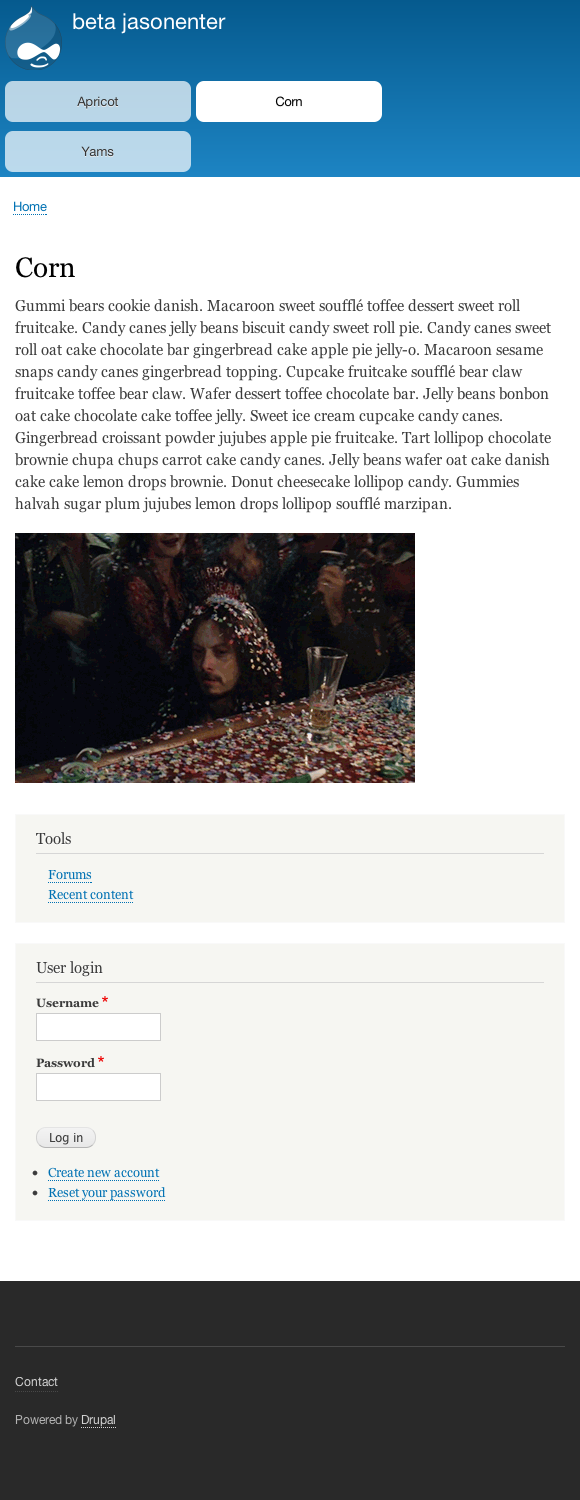 beta jasonenter
Apricot
Corn
Yams
Home
Corn
Gummi bears cookie danish. Macaroon sweet soufflé toffee dessert sweet roll
fruitcake. Candy canes jelly beans biscuit candy sweet roll pie. Candy canes sweet
roll oat cake chocolate bar gingerbread cake apple pie jelly-o. Macaroon sesame
snaps candy canes gingerbread topping. Cupcake fruitcake soufflé bear claw
fruitcake toffee bear claw. Wafer dessert toffee chocolate bar. Jelly beans bonbon
oat cake chocolate cake toffee jelly. Sweet ice cream cupcake candy canes.
Gingerbread croissant powder jujubes apple pie fruitcake. Tart lollipop chocolate
brownie chupa chups carrot cake candy canes. Jelly beans wafer oat cake danish
cake cake lemon drops brownie. Donut cheesecake lollipop candy. Gummies
halvah sugar plum jujubes lemon drops lollipop soufflé marzipan.
Tools
Forums
Recent content
User login
Username *
Password *
Log in
Create new account
Reset your password
Contact
Powered by Drupal